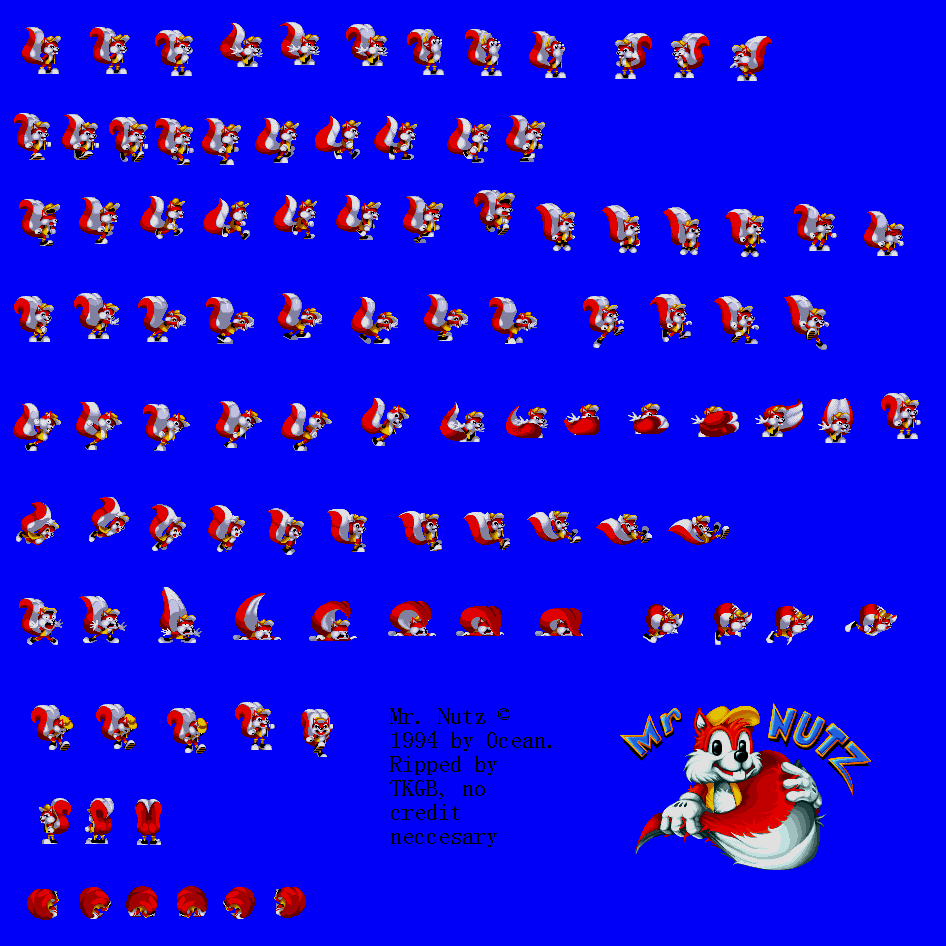 Mr. Nutz ©
1994 by Ocean.
Ripped by
TKGB, no
credit
neccesary
Mr NUTZ